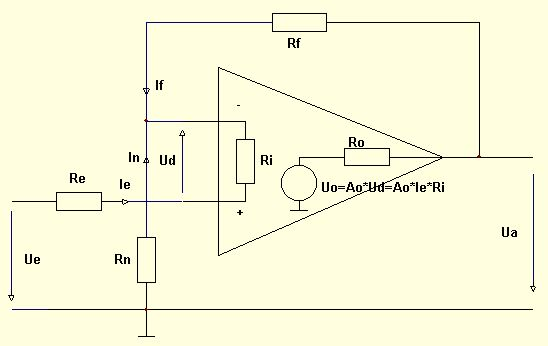 Rf
If
-
In
Ud
Ri
Ro
Uo=Ao*Ud=Ao*Ie*Ri
Re
Ie
+
Ue
Rn
Ua